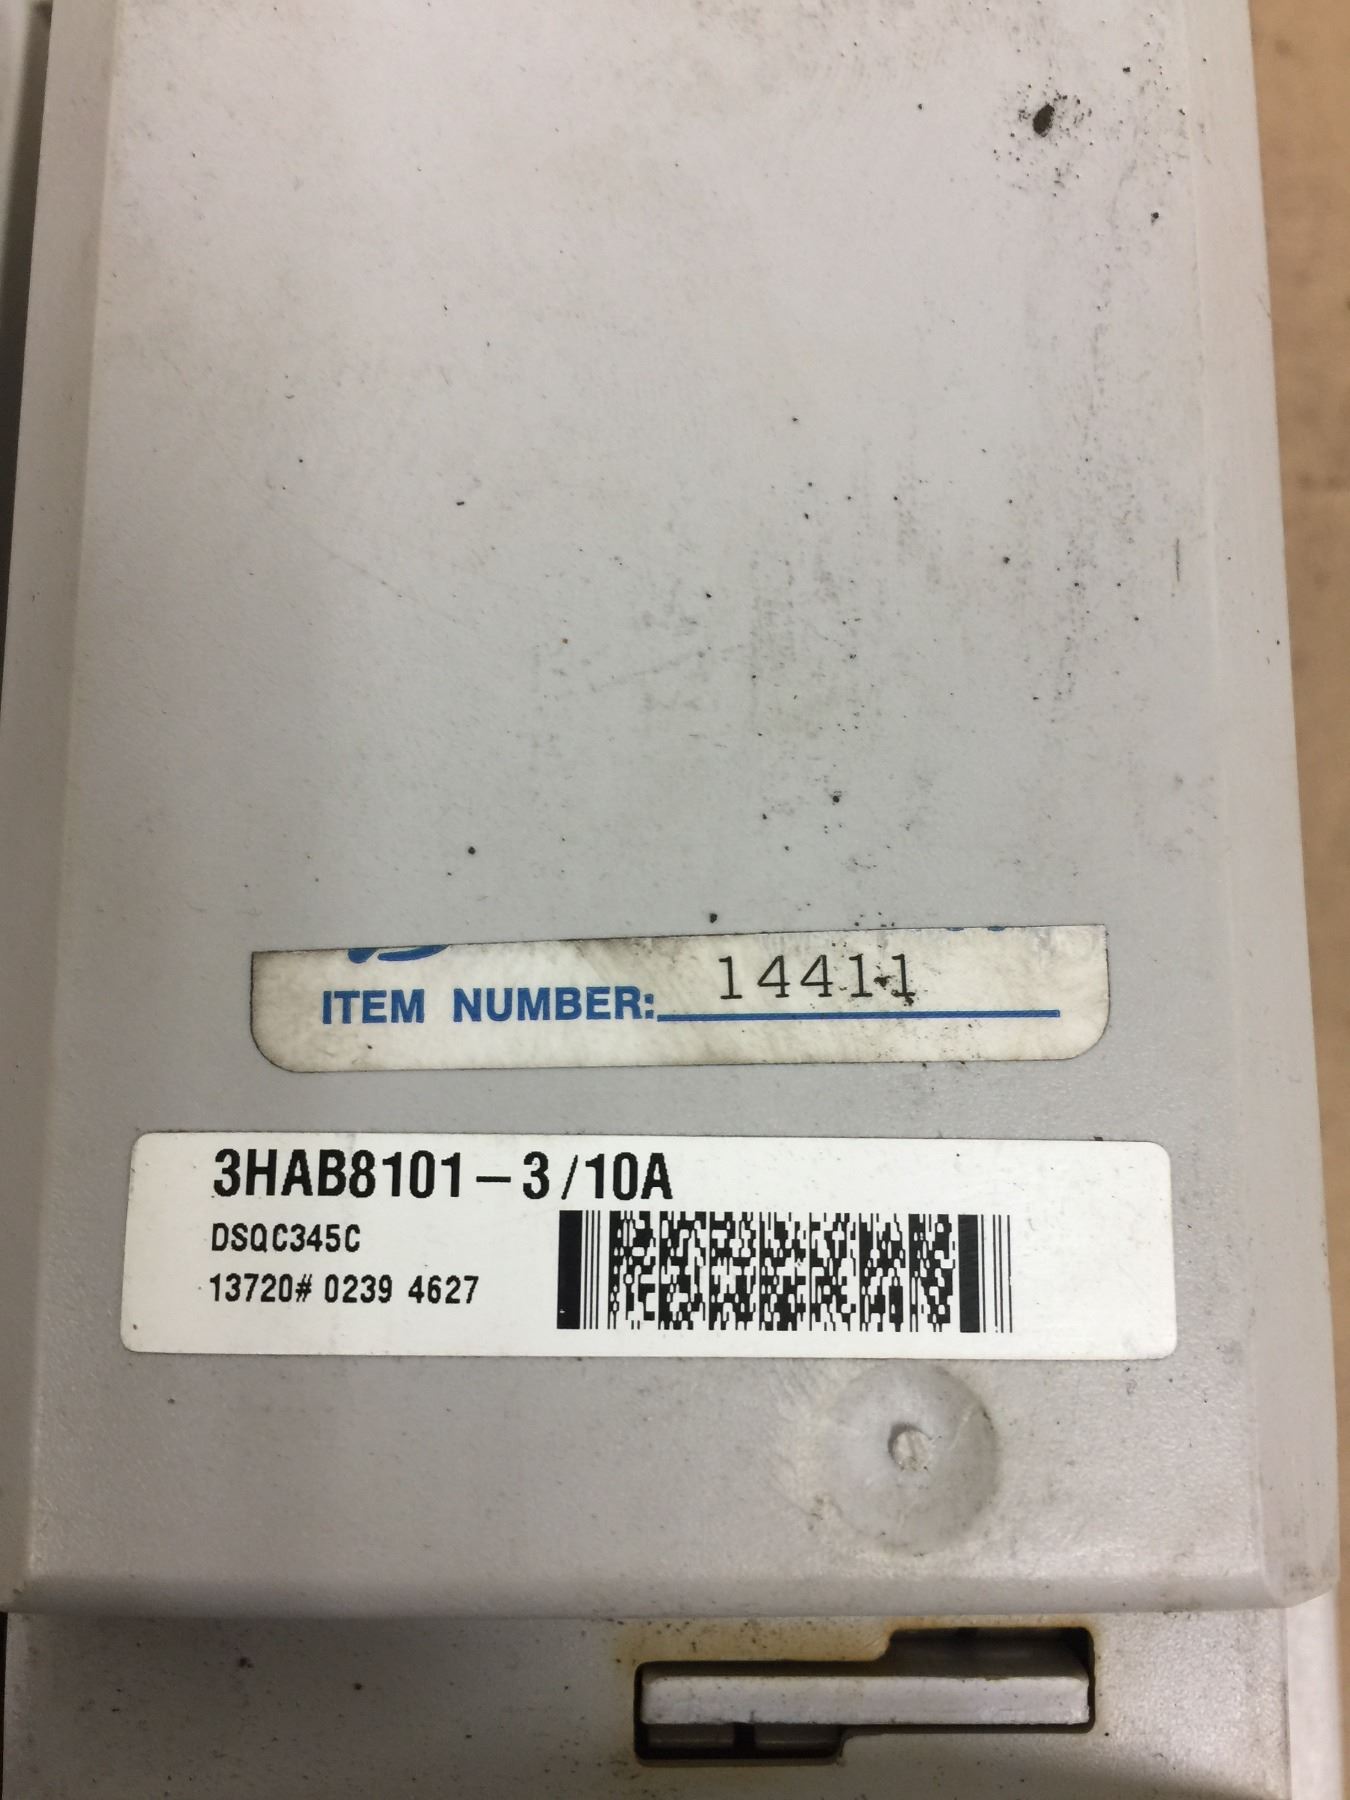 ITEM NUMBER: 14411
3HAB8101-3/10A
DSQC345C
13720# 0239 4627